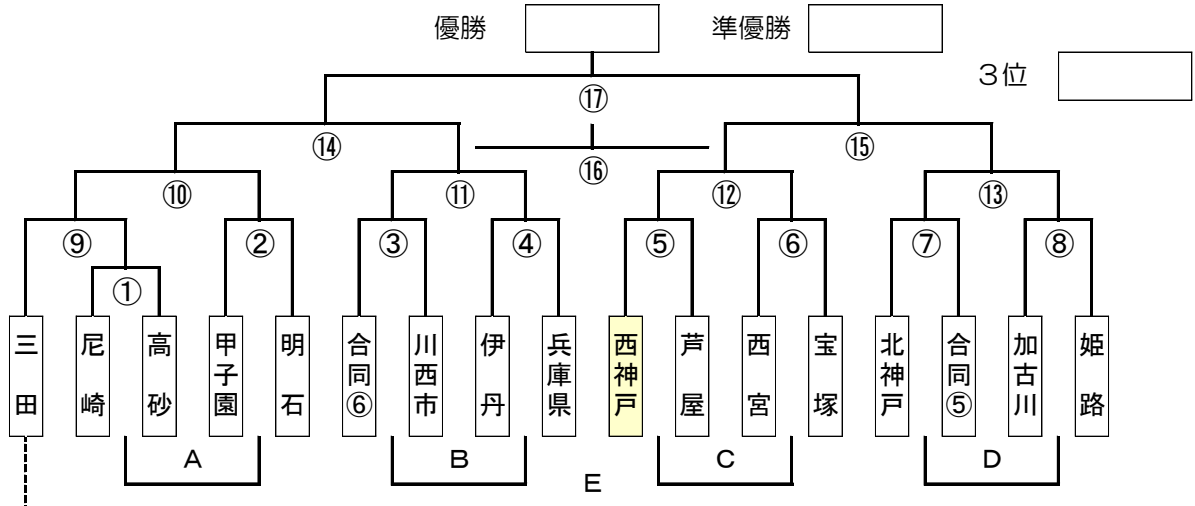 優勝 準優勝
３位
⑰
⑭ ⑮
⑯
⑩ ⑪ ⑫ ⑬
⑨ ② ③ ④ ⑤ ⑥ ⑦ ⑧
①
三田
尼崎
高砂
甲子園
明石
合同⑥
川西市
伊丹
兵庫県
西神戸
芦屋
西宮
宝塚
北神戸
合同⑤
加古川
姫路
A B C D
E